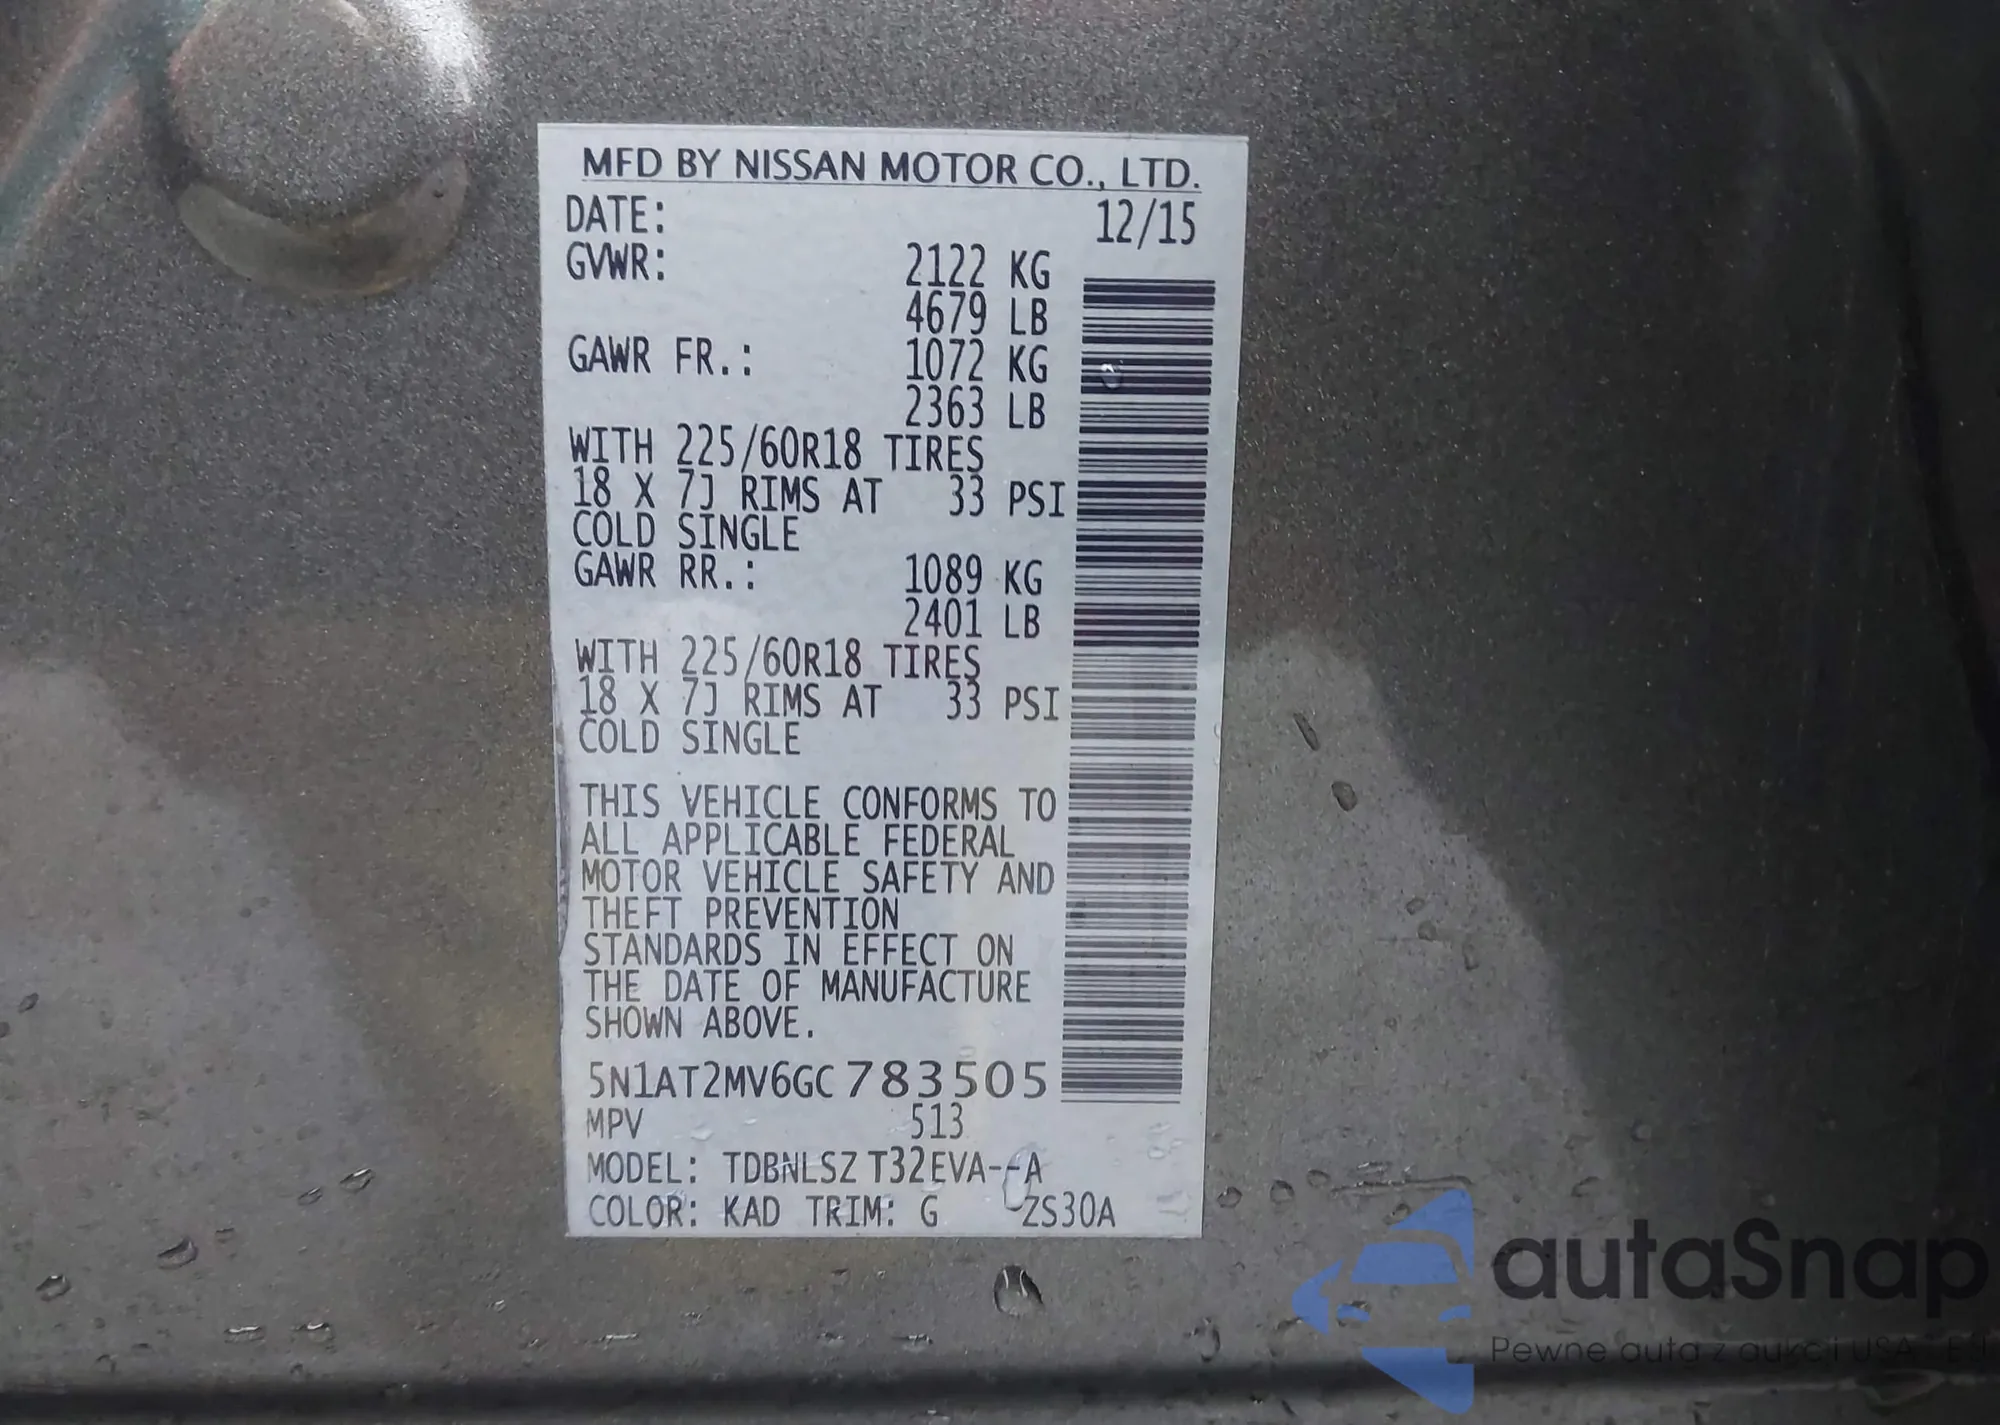 MFD BY NISSAN MOTOR CO., LTD.
DATE: 12/15
GVWR: 2122 KG
4679 LB
GAWR FR.: 1072 KG
2363 LB
WITH 225/60R18 TIRES
18 X 7J RIMS AT 33 PSI
COLD SINGLE
GAWR RR.: 1089 KG
2401 LB
WITH 225/60R18 TIRES
18 X 7J RIMS AT 33 PSI
COLD SINGLE
THIS VEHICLE CONFORMS TO
ALL APPLICABLE FEDERAL
MOTOR VEHICLE SAFETY AND
THEFT PREVENTION
STANDARDS IN EFFECT ON
THE DATE OF MANUFACTURE
SHOWN ABOVE.
5N1AT2MV6GC783505
MPV 513
MODEL: TDBNLSZ T32EVA--A
COLOR: KAD TRIM: G ZS30A
autaSnap
Pewne auta z aukcji USA